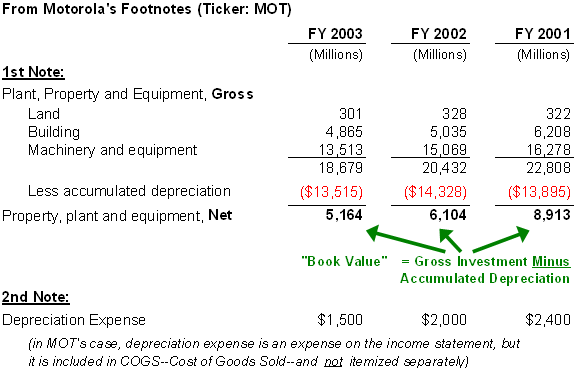 From Motorola's Footnotes (Ticker: MOT)
FY 2003 FY 2002 FY 2001
(Millions) (Millions) (Millions)
1st Note:
Plant, Property and Equipment, Gross
Land 301 328 322
Building 4,865 5,035 6,208
Machinery and equipment 13,513 15,069 16,278
18,679 20,432 22,808
Less accumulated depreciation ($13,515) ($14,328) ($13,895)
Property, plant and equipment, Net 5,164 6,104 8,913
"Book Value" = Gross Investment Minus
Accumulated Depreciation
2nd Note:
Depreciation Expense $1,500 $2,000 $2,400
(in MOT's case, depreciation expense is an expense on the income statement, but
it is included in COGS--Cost of Goods Sold--and not itemized separately)